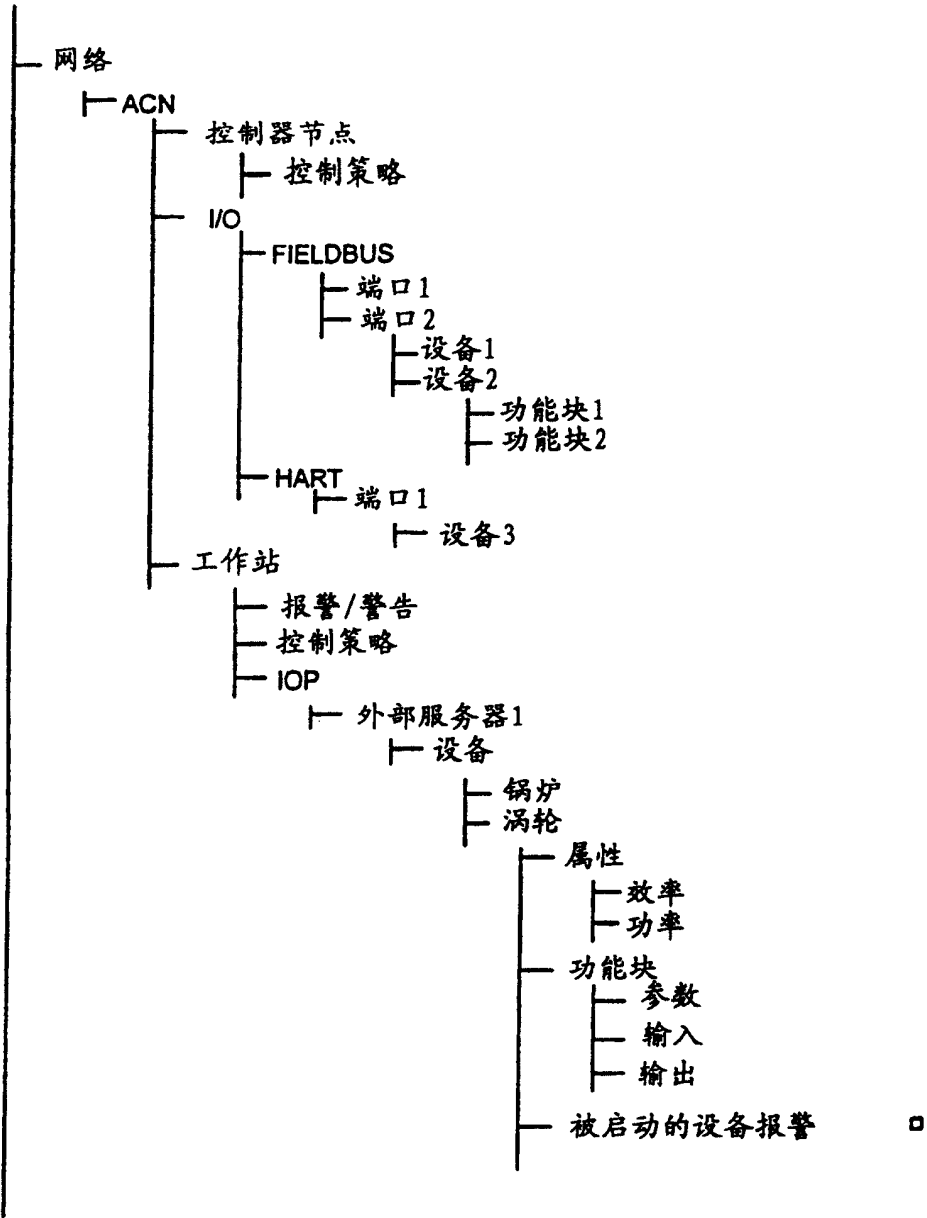 网络
ACN
控制器节点
控制策略
I/O
FIELDBUS
端口1
端口2
设备1
设备2
功能块1
功能块2
HART
端口1
设备3
工作站
报警/警告
控制策略
IOP
外部服务器1
设备
锅炉
涡轮
属性
效率
功率
功能块
参数
输入
输出
被启动的设备报警